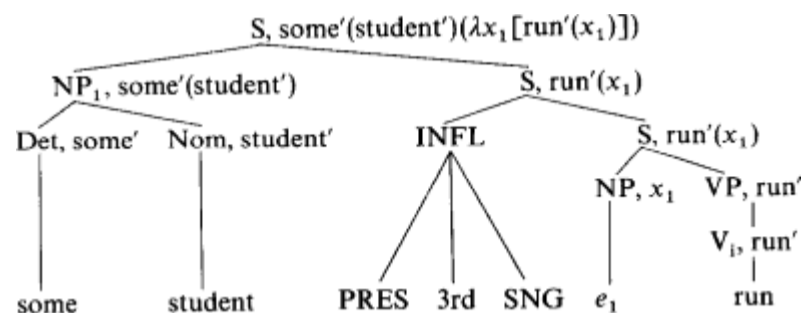 S, some′(student′)(λx₁[run′(x₁)])
NP₁, some′(student′) S, run′(x₁)
Det, some′ Nom, student′ INFL S, run′(x₁)
NP, x₁ VP, run′
Vᵢ, run′
some student PRES 3rd SNG e₁ run